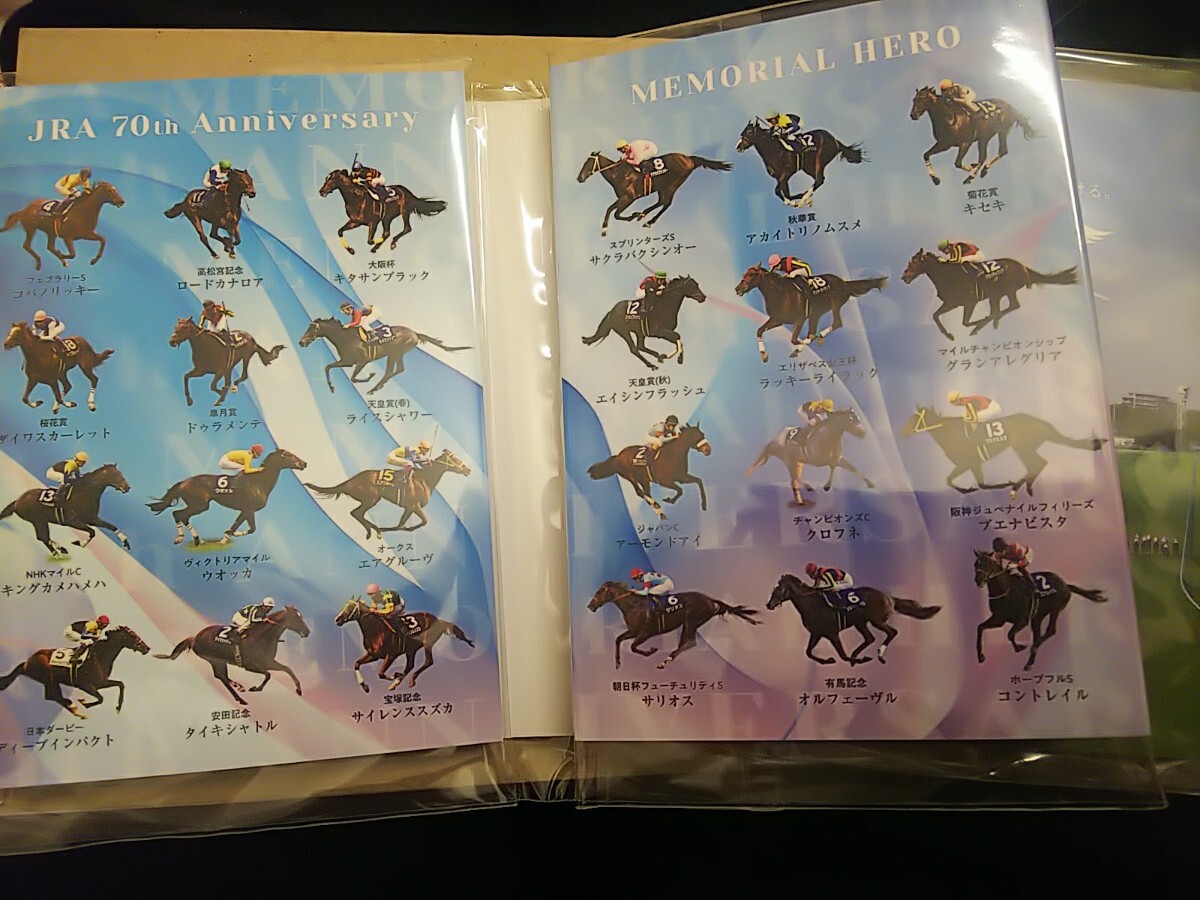 JRA 70th Anniversary
フェブラリーS
コパノリッキー
高松宮記念
ロードカナロア
大阪杯
キタサンブラック
桜花賞
ダイワスカーレット
皐月賞
ドゥラメンテ
天皇賞(春)
ライスシャワー
NHKマイルC
キングカメハメハ
ヴィクトリアマイル
ウオッカ
オークス
エアグルーヴ
日本ダービー
ディープインパクト
安田記念
タイキシャトル
宝塚記念
サイレンススズカ
MEMORIAL HERO
スプリンターズS
サクラバクシンオー
秋華賞
アカイトリノムスメ
菊花賞
キセキ
天皇賞(秋)
エイシンフラッシュ
エリザベス女王杯
ラッキーライラック
マイルチャンピオンシップ
グランアレグリア
ジャパンC
アーモンドアイ
チャンピオンズC
クロフネ
阪神ジュベナイルフィリーズ
ブエナビスタ
朝日杯フューチュリティS
サリオス
有馬記念
オルフェーヴル
ホープフルS
コントレイル
ける。